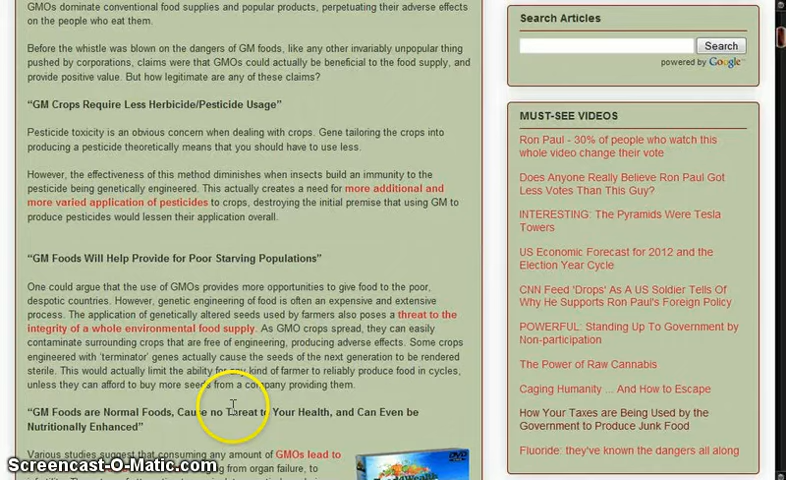 GMOs dominate conventional food supplies and popular products, perpetuating their adverse effects
on the people who eat them.
Before the whistle was blown on the dangers of GM foods, like any other invariably unpopular thing
pushed by corporations, claims were that GMOs could actually be beneficial to the food supply, and
provide positive value. But how legitimate are any of these claims?
“GM Crops Require Less Herbicide/Pesticide Usage”
Pesticide toxicity is an obvious concern when dealing with crops. Gene tailoring the crops into
producing a pesticide theoretically means that you should have to use less.
However, the effectiveness of this method diminishes when insects build an immunity to the
pesticide being genetically engineered. This actually creates a need for more additional and
more varied application of pesticides to crops, destroying the initial premise that using GM to
produce pesticides would lessen their application overall.
“GM Foods Will Help Provide for Poor Starving Populations”
One could argue that the use of GMOs provides more opportunities to give food to the poor,
despotic countries. However, genetic engineering of food is often an expensive and extensive
process. The application of genetically altered seeds used by farmers also poses a threat to the
integrity of a whole environmental food supply. As GMO crops spread, they can easily
contaminate surrounding crops that are free of engineering, producing adverse effects. Some crops
engineered with ‘terminator’ genes actually cause the seeds of the next generation to be rendered
sterile. This would actually limit the ability for any kind of farmer to reliably produce food in cycles,
unless they can afford to buy more seeds from a company providing them.
“GM Foods are Normal Foods, Cause no Threat to Your Health, and Can Even be
Nutritionally Enhanced”
Various studies suggest that consuming any amount of GMOs lead to
ranging from organ failure, to
DVD
Screencast-O-Matic.com
Search Articles
Search
powered by Google™
MUST-SEE VIDEOS
Ron Paul - 30% of people who watch this
whole video change their vote
Does Anyone Really Believe Ron Paul Got
Less Votes Than This Guy?
INTERESTING: The Pyramids Were Tesla
Towers
US Economic Forecast for 2012 and the
Election Year Cycle
CNN Feed 'Drops' As A US Soldier Tells Of
Why He Supports Ron Paul's Foreign Policy
POWERFUL: Standing Up To Government by
Non-participation
The Power of Raw Cannabis
Caging Humanity ... And How to Escape
How Your Taxes are Being Used by the
Government to Produce Junk Food
Fluoride: they've known the dangers all along